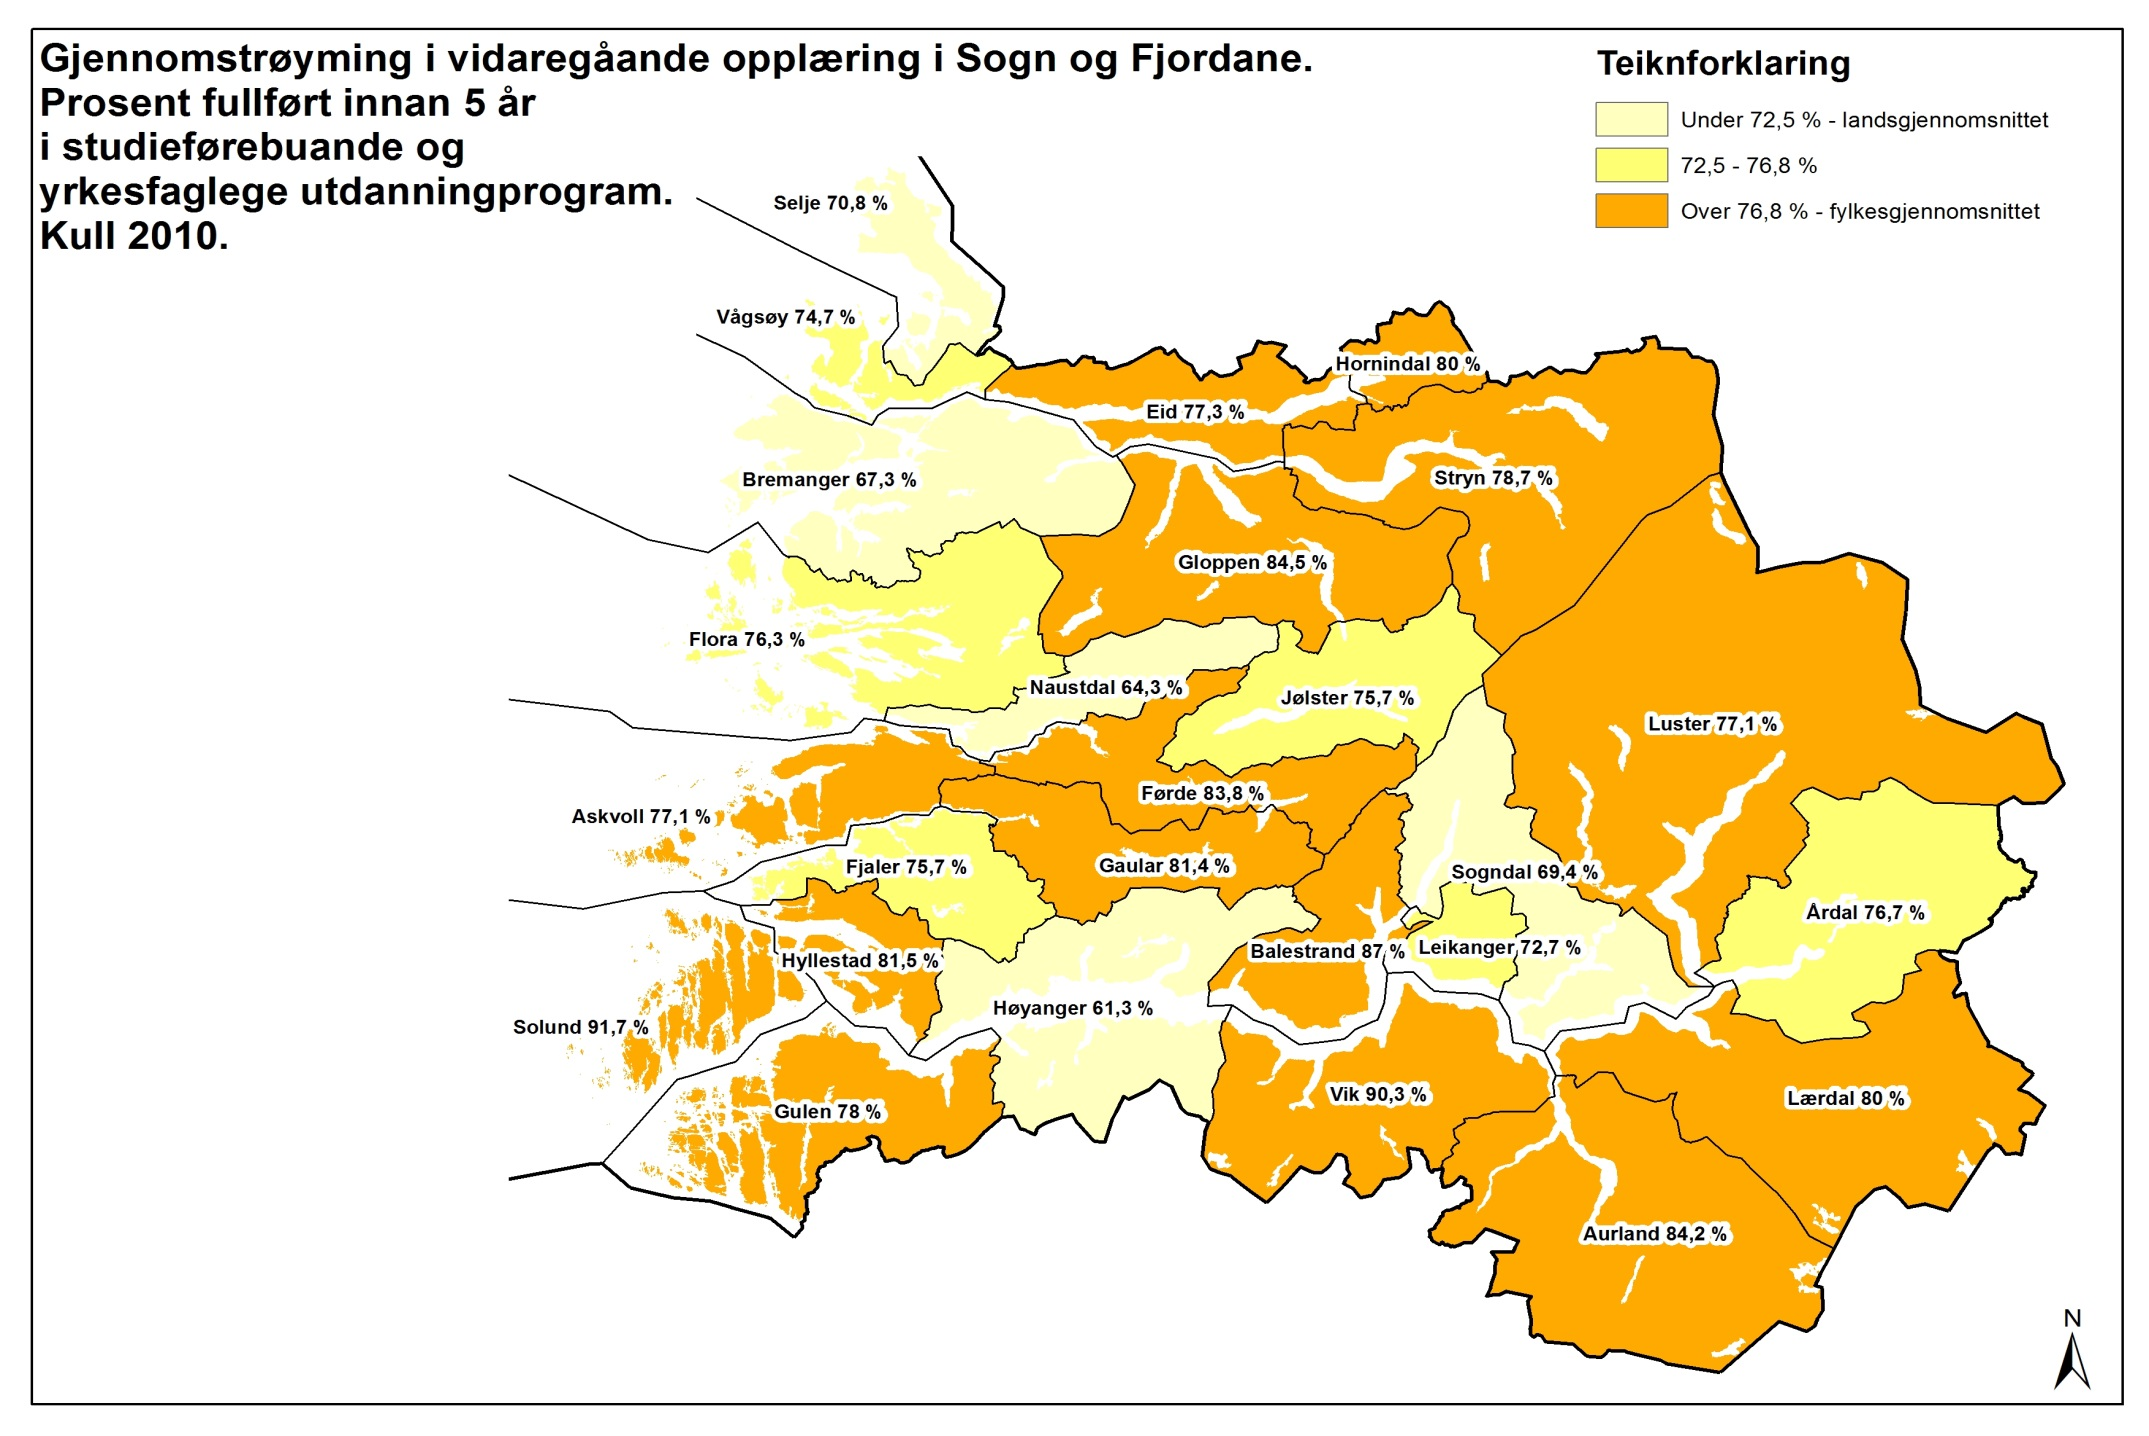 Gjennomstrøyming i vidaregåande opplæring i Sogn og Fjordane.
Prosent fullført innan 5 år
i studieførebuande og
yrkesfaglege utdanningprogram.
Kull 2010.
Teiknforklaring
Under 72,5 % - landsgjennomsnittet
72,5 - 76,8 %
Over 76,8 % - fylkesgjennomsnittet
Selje 70,8 %
Vågsøy 74,7 %
Hornindal 80 %
Eid 77,3 %
Bremanger 67,3 %
Stryn 78,7 %
Gloppen 84,5 %
Flora 76,3 %
Naustdal 64,3 %
Jølster 75,7 %
Luster 77,1 %
Førde 83,8 %
Askvoll 77,1 %
Fjaler 75,7 %
Gaular 81,4 %
Sogndal 69,4 %
Årdal 76,7 %
Hyllestad 81,5 %
Balestrand 87 %
Leikanger 72,7 %
Høyanger 61,3 %
Solund 91,7 %
Vik 90,3 %
Lærdal 80 %
Gulen 78 %
Aurland 84,2 %
N